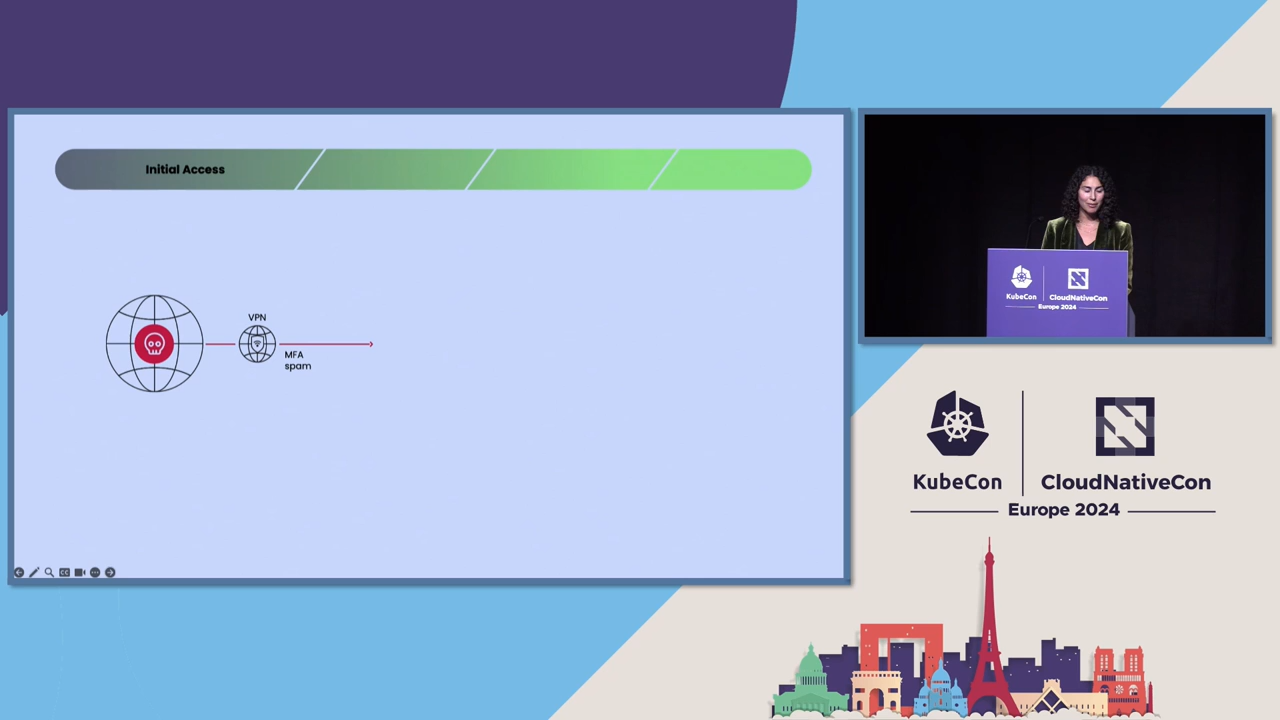 Initial Access
VPN
MFA
spam
KubeCon
CloudNativeCon
Europe 2024
KubeCon
CloudNativeCon
Europe 2024